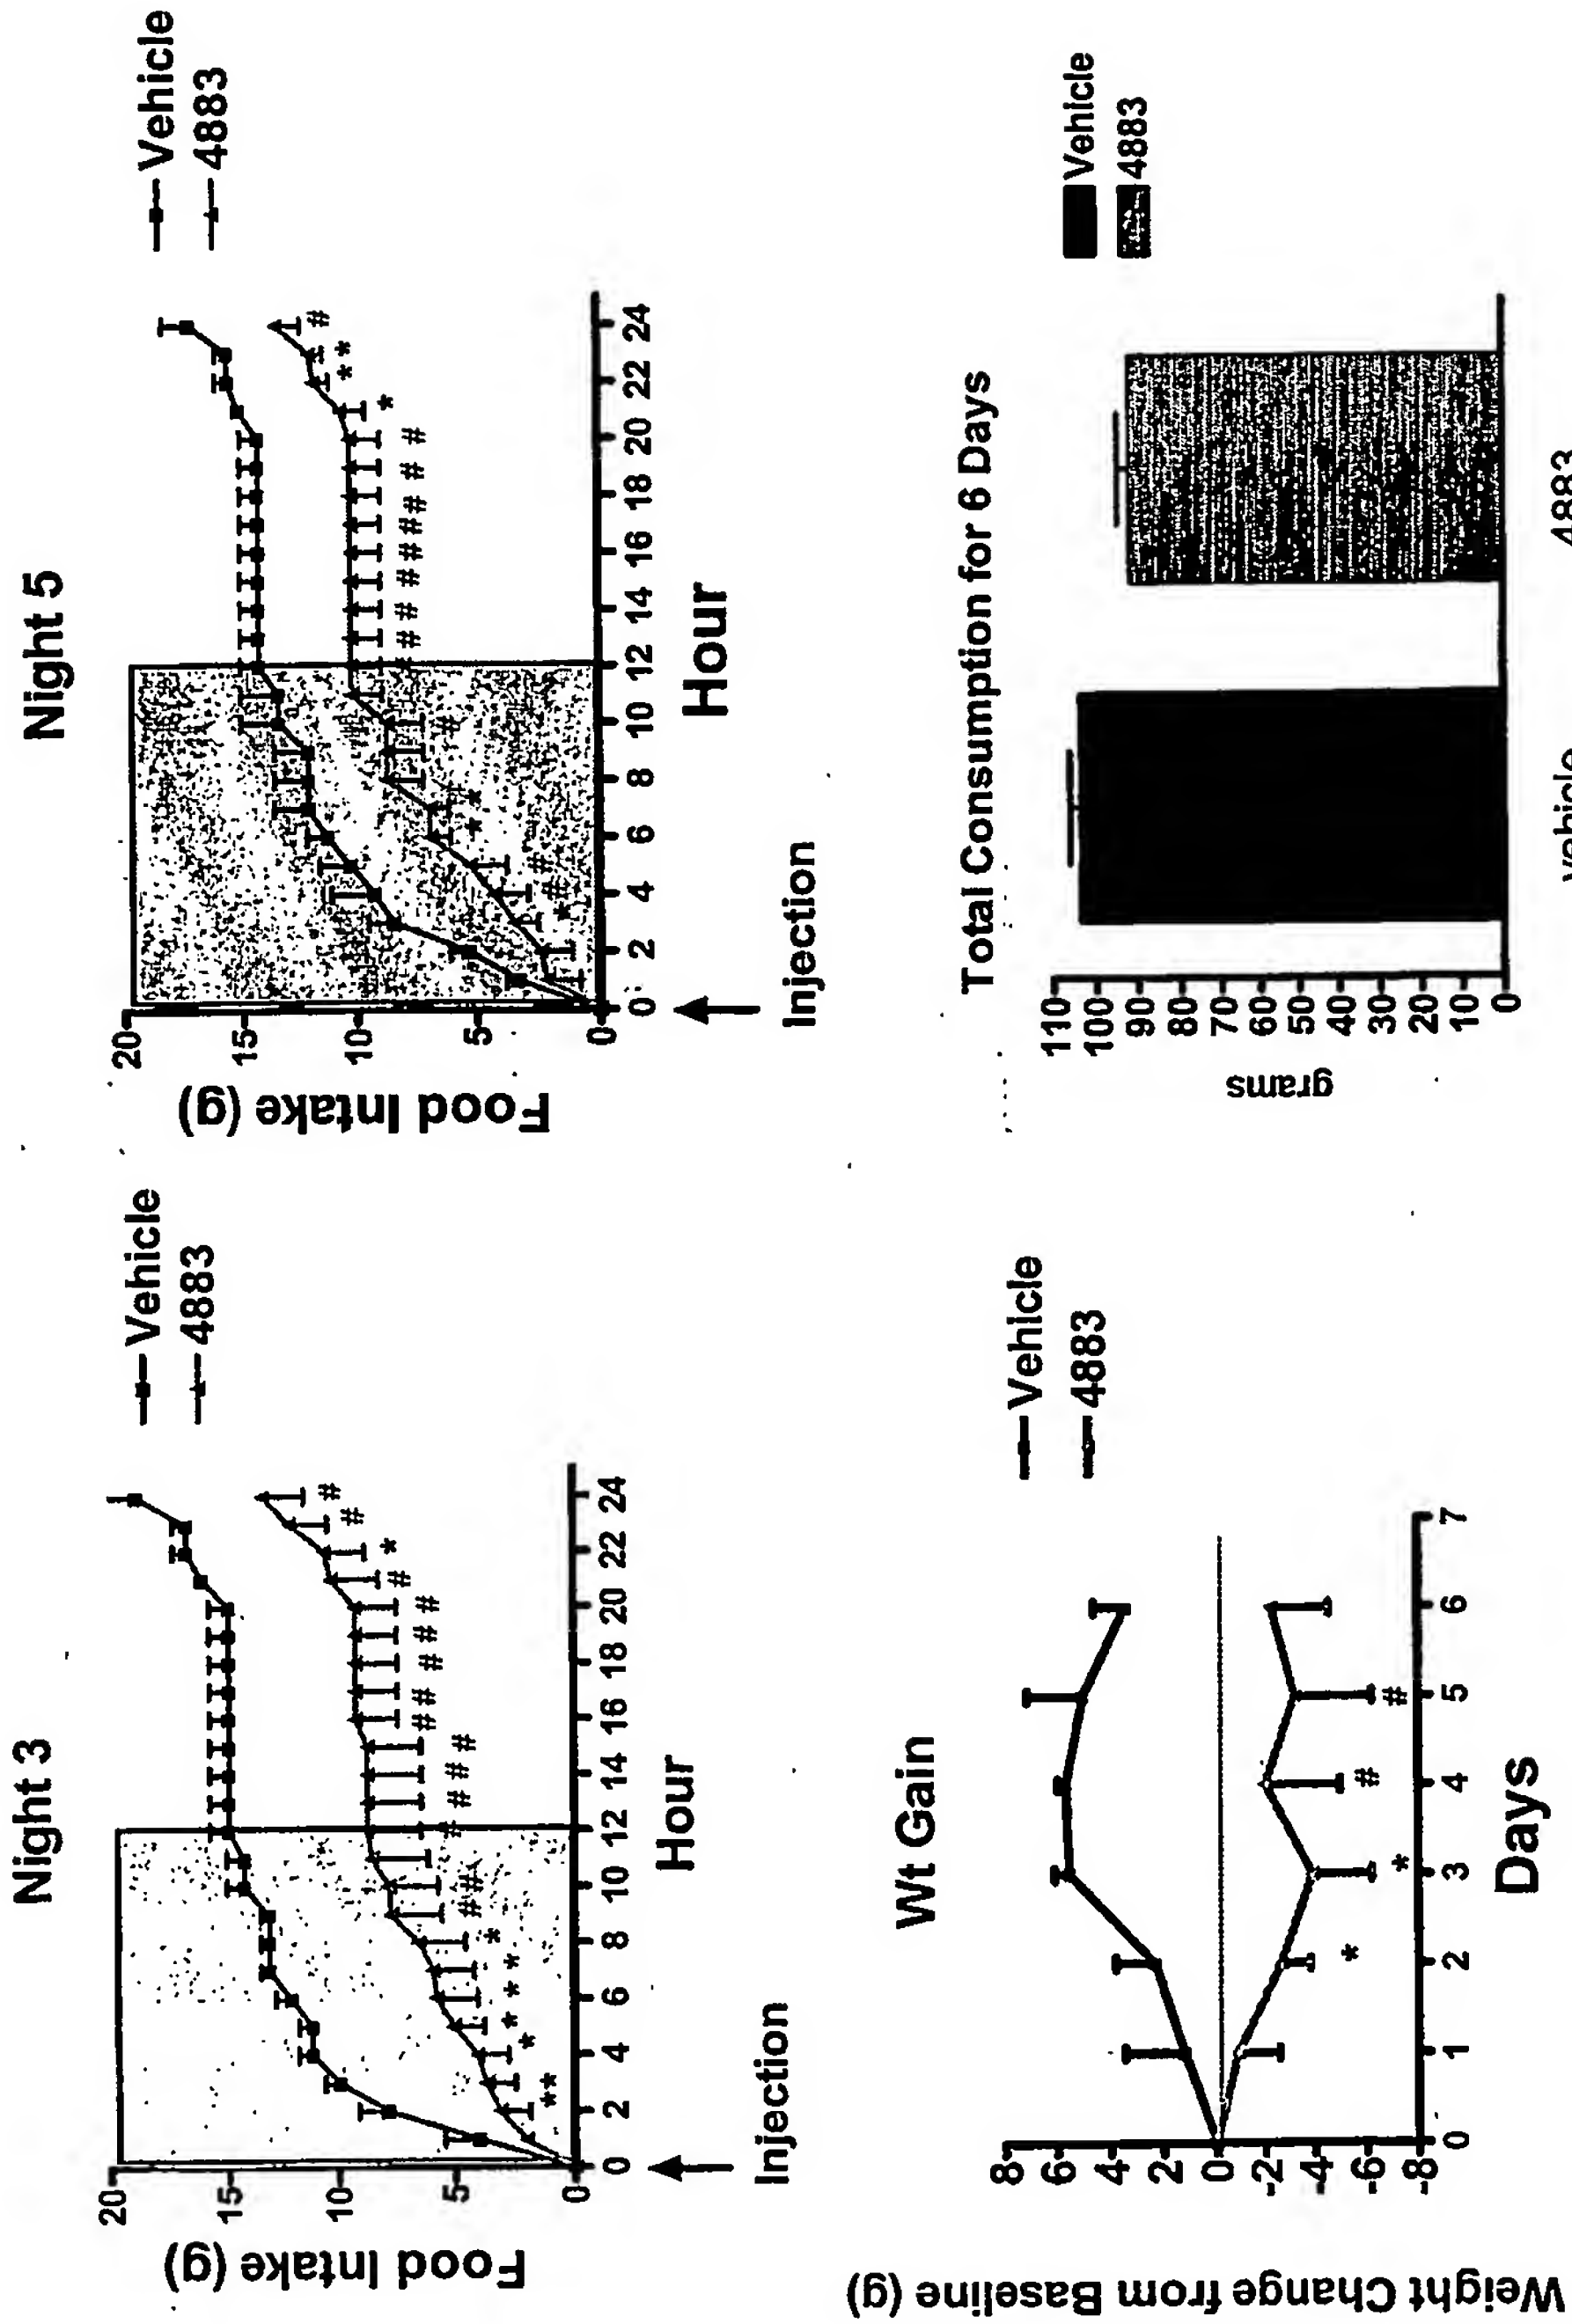 Night 3
Vehicle
4883
Food Intake (g)
20
15
10
5
0
0 2 4 6 8 10 12 14 16 18 20 22 24
** * *** * ## #### ## ## ## # * # #
Hour
Injection
Night 5
Vehicle
4883
Food Intake (g)
20
15
10
5
0
0 2 4 6 8 10 12 14 16 18 20 22 24
* # # * * # ######### * ** #
Hour
Injection
Wt Gain
Vehicle
4883
Weight Change from Baseline (g)
8
6
4
2
0
-2
-4
-6
-8
* * # #
0 1 2 3 4 5 6 7
Days
Total Consumption for 6 Days
Vehicle
4883
grams
110
100
90
80
70
60
50
40
30
20
10
0
vehicle 4883